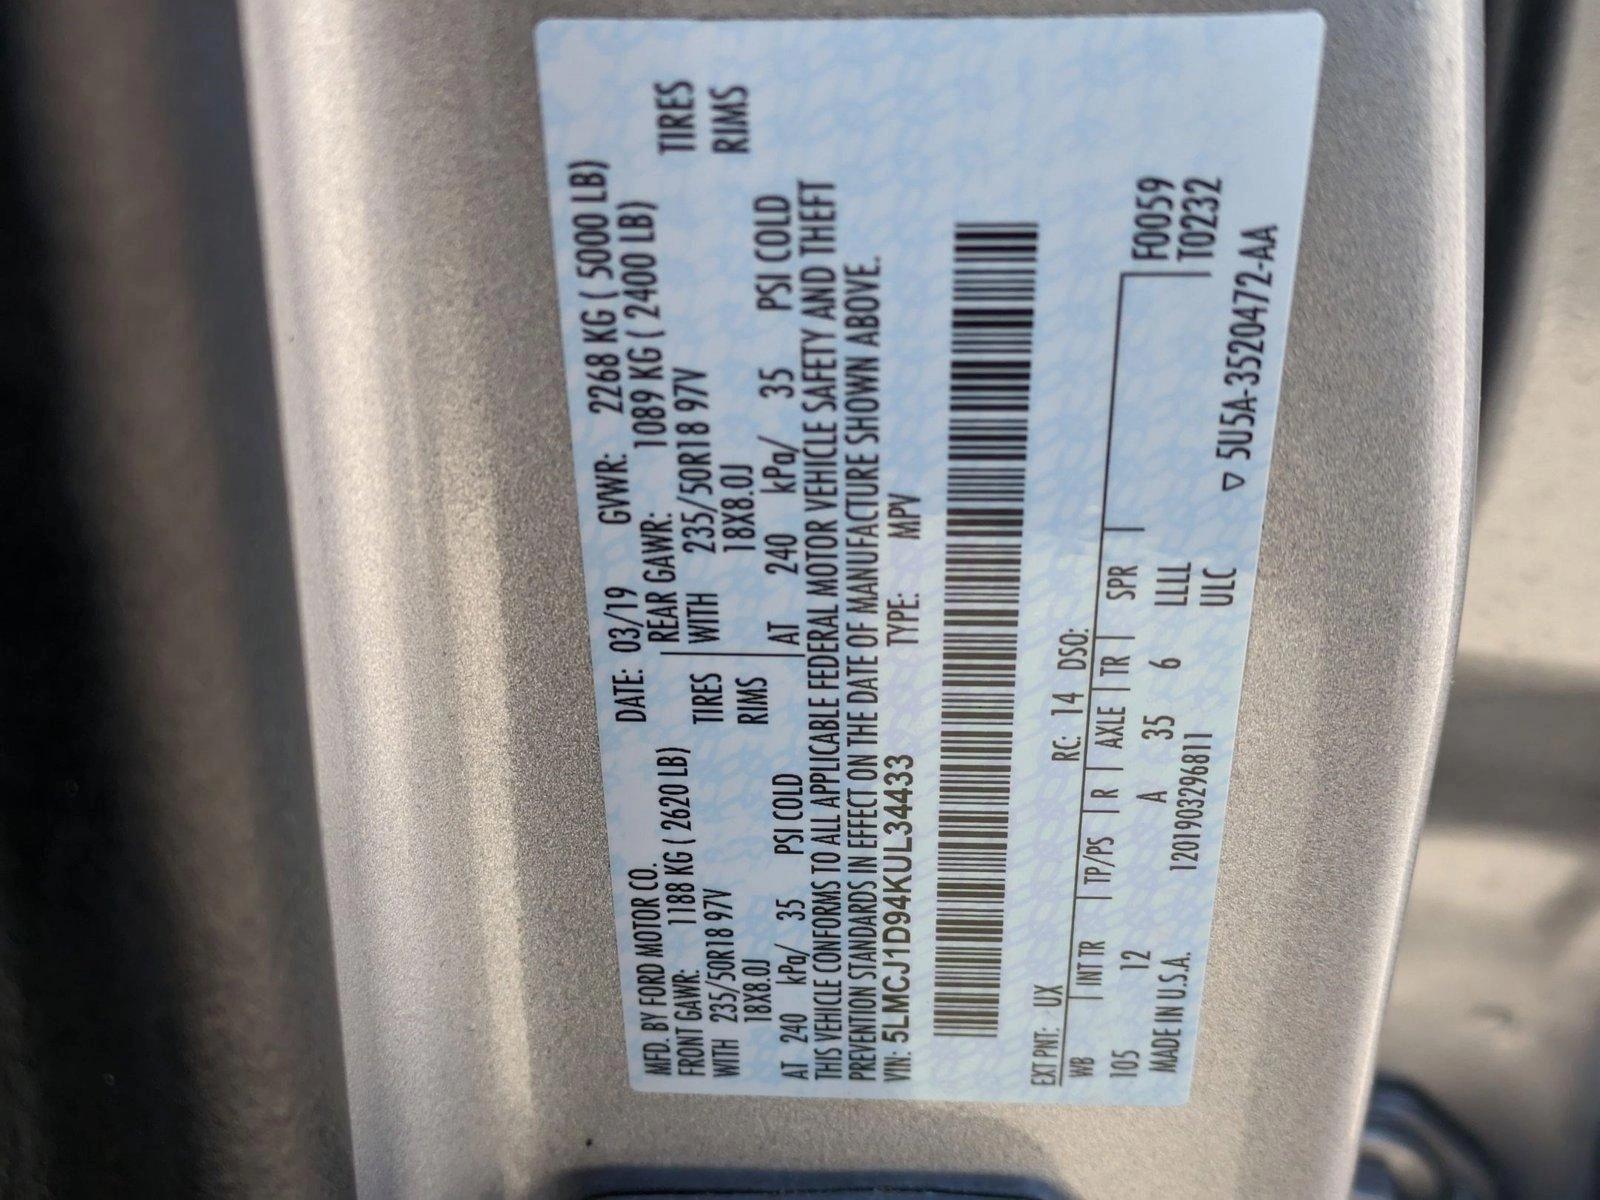 MFD. BY FORD MOTOR CO. DATE: 03/19 GVWR: 2268 KG ( 5000 LB)
FRONT GAWR: 1188 KG ( 2620 LB) REAR GAWR: 1089 KG ( 2400 LB)
WITH 235/50R18 97V TIRES WITH 235/50R18 97V TIRES
18X8.0J RIMS 18X8.0J RIMS
AT 240 kPa/ 35 PSI COLD AT 240 kPa/ 35 PSI COLD
THIS VEHICLE CONFORMS TO ALL APPLICABLE FEDERAL MOTOR VEHICLE SAFETY AND THEFT
PREVENTION STANDARDS IN EFFECT ON THE DATE OF MANUFACTURE SHOWN ABOVE.
VIN: 5LMCJ1D94KUL34433 TYPE: MPV
EXT PNT: UX RC: 14 DSO:
WB INT TR TP/PS R AXLE TR SPR F0059
105 12 A 35 6 LLLL T0232
MADE IN U.S.A. 1201903296811 ULC
▽ 5U5A-3520472-AA